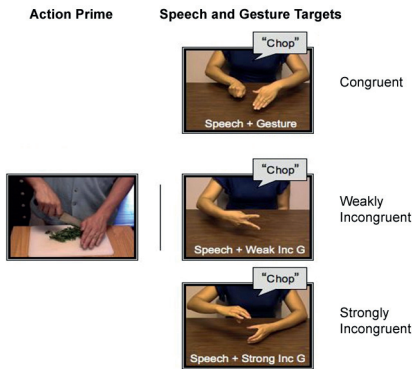 Action Prime
Speech and Gesture Targets
"Chop"
Speech + Gesture
Congruent
"Chop"
Speech + Weak Inc G
Weakly
Incongruent
"Chop"
Speech + Strong Inc G
Strongly
Incongruent